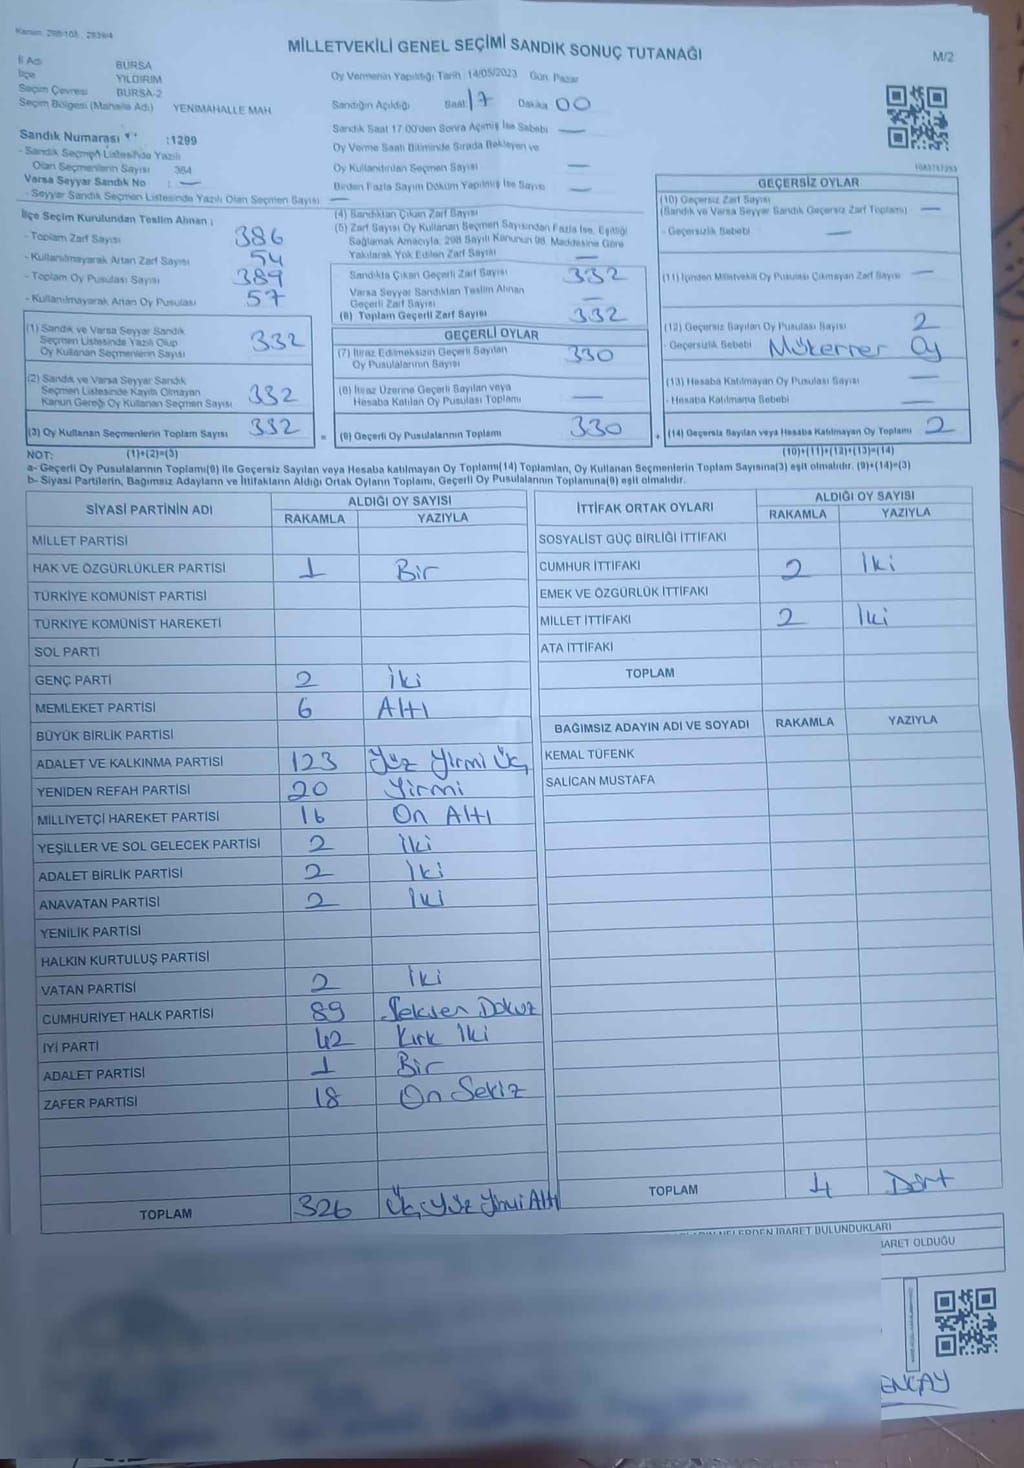 Kanun: 298/105, 2839/4
MİLLETVEKİLİ GENEL SEÇİMİ SANDIK SONUÇ TUTANAĞI
M/2
İl Adı BURSA
İlçe YILDIRIM
Seçim Çevresi BURSA-2
Seçim Bölgesi (Mahalle Adı) YENİMAHALLE MAH
Sandık Numarası :1299
- Sandık Seçmen Listesinde Yazılı
Olan Seçmenlerin Sayısı 384
Varsa Seyyar Sandık No : —
- Seyyar Sandık Seçmen Listesinde Yazılı Olan Seçmen Sayısı —
Oy Vermenin Yapıldığı Tarih : 14/05/2023 Gün: Pazar
Sandığın Açıldığı Saat 17 Dakika 00
Sandık Saat 17:00'den Sonra Açılmış İse Sebebi —
Oy Verme Saati Bitiminde Sırada Bekleyen ve
Oy Kullandırılan Seçmen Sayısı —
Birden Fazla Sayım Döküm Yapılmış İse Sayısı —
İlçe Seçim Kurulundan Teslim Alınan ;
- Toplam Zarf Sayısı 386
- Kullanılmayarak Artan Zarf Sayısı 54
- Toplam Oy Pusulası Sayısı 389
- Kullanılmayarak Artan Oy Pusulası 57
(1) Sandık ve Varsa Seyyar Sandık
Seçmen Listesinde Yazılı Olup
Oy Kullanan Seçmenlerin Sayısı 332
(2) Sandık ve Varsa Seyyar Sandık
Seçmen Listesinde Kayıtlı Olmayan
Kanun Gereği Oy Kullanan Seçmen Sayısı 332
(3) Oy Kullanan Seçmenlerin Toplam Sayısı 332 =
(4) Sandıktan Çıkan Zarf Sayısı
(5) Zarf Sayısı Oy Kullanan Seçmen Sayısından Fazla İse, Eşitliği
Sağlamak Amacıyla, 298 Sayılı Kanunun 98. Maddesine Göre
Yakılarak Yok Edilen Zarf Sayısı —
Sandıkta Çıkan Geçerli Zarf Sayısı 332
Varsa Seyyar Sandıktan Teslim Alınan
Geçerli Zarf Sayısı —
(6) Toplam Geçerli Zarf Sayısı 332
GEÇERLİ OYLAR
(7) İtiraz Edilmeksizin Geçerli Sayılan
Oy Pusulalarının Sayısı 330
(8) İtiraz Üzerine Geçerli Sayılan veya
Hesaba Katılan Oy Pusulası Toplamı —
(9) Geçerli Oy Pusulalarının Toplamı 330 +
GEÇERSİZ OYLAR
(10) Geçersiz Zarf Sayısı
(Sandık ve Varsa Seyyar Sandık Geçersiz Zarf Toplamı) —
- Geçersizlik Sebebi —
(11) İçinden Milletvekili Oy Pusulası Çıkmayan Zarf Sayısı —
(12) Geçersiz Sayılan Oy Pusulası Sayısı 2
- Geçersizlik Sebebi Mükerrer Oy
(13) Hesaba Katılmayan Oy Pusulası Sayısı —
- Hesaba Katılmama Sebebi —
(14) Geçersiz Sayılan veya Hesaba Katılmayan Oy Toplamı 2
NOT: (1)+(2)=(3) (10)+(11)+(12)+(13)=(14)
a- Geçerli Oy Pusulalarının Toplamı(9) ile Geçersiz Sayılan veya Hesaba katılmayan Oy Toplamı(14) Toplamları, Oy Kullanan Seçmenlerin Toplam Sayısına(3) eşit olmalıdır. (9)+(14)=(3)
b- Siyasi Partilerin, Bağımsız Adayların ve İttifakların Aldığı Ortak Oyların Toplamı, Geçerli Oy Pusulalarının Toplamına(9) eşit olmalıdır.
SİYASİ PARTİNİN ADI ALDIĞI OY SAYISI
RAKAMLA YAZIYLA
MİLLET PARTİSİ
HAK VE ÖZGÜRLÜKLER PARTİSİ 1 Bir
TÜRKİYE KOMÜNİST PARTİSİ
TÜRKİYE KOMÜNİST HAREKETİ
SOL PARTİ
GENÇ PARTİ 2 İki
MEMLEKET PARTİSİ 6 Altı
BÜYÜK BİRLİK PARTİSİ
ADALET VE KALKINMA PARTİSİ 123 Yüz Yirmi Üç
YENİDEN REFAH PARTİSİ 20 Yirmi
MİLLİYETÇİ HAREKET PARTİSİ 16 On Altı
YEŞİLLER VE SOL GELECEK PARTİSİ 2 İki
ADALET BİRLİK PARTİSİ 2 İki
ANAVATAN PARTİSİ 2 İki
YENİLİK PARTİSİ
HALKIN KURTULUŞ PARTİSİ
VATAN PARTİSİ 2 İki
CUMHURİYET HALK PARTİSİ 89 Seksen Dokuz
İYİ PARTİ 42 Kırk İki
ADALET PARTİSİ 1 Bir
ZAFER PARTİSİ 18 On Sekiz
TOPLAM 326 Üç Yüz Yirmi Altı
İTTİFAK ORTAK OYLARI ALDIĞI OY SAYISI
RAKAMLA YAZIYLA
SOSYALİST GÜÇ BİRLİĞİ İTTİFAKI
CUMHUR İTTİFAKI 2 İki
EMEK VE ÖZGÜRLÜK İTTİFAKI
MİLLET İTTİFAKI 2 İki
ATA İTTİFAKI
TOPLAM
BAĞIMSIZ ADAYIN ADI VE SOYADI RAKAMLA YAZIYLA
KEMAL TÜFENK
SALİCAN MUSTAFA
TOPLAM 4 Dört
İBARET BULUNDUKLARI
İBARET OLDUĞU
ENÇAY